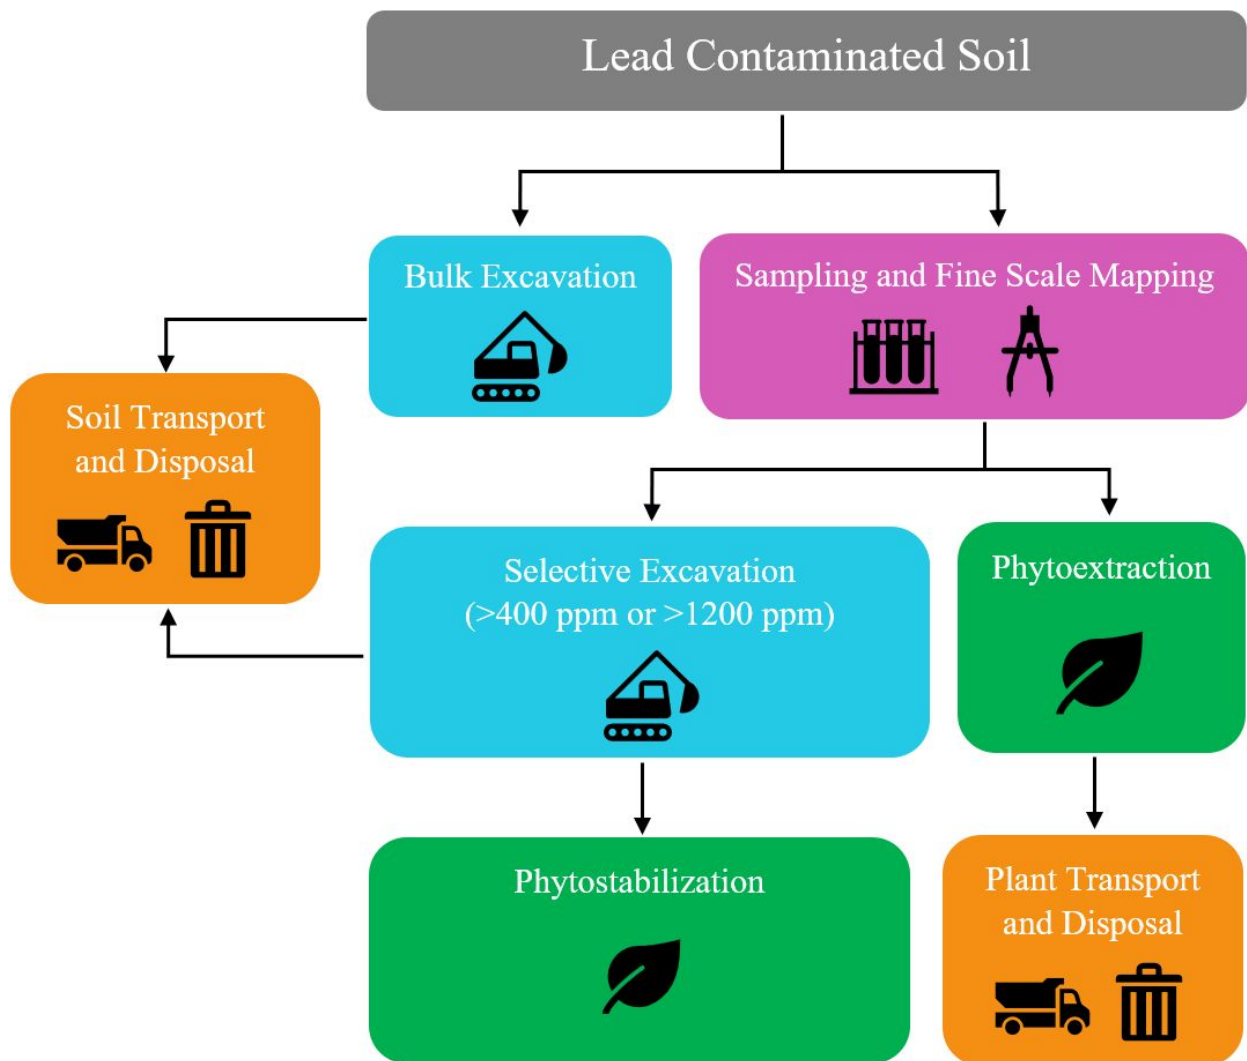 Lead Contaminated Soil
Bulk Excavation
Sampling and Fine Scale Mapping
Soil Transport
and Disposal
Selective Excavation
(>400 ppm or >1200 ppm)
Phytoextraction
Phytostabilization
Plant Transport
and Disposal